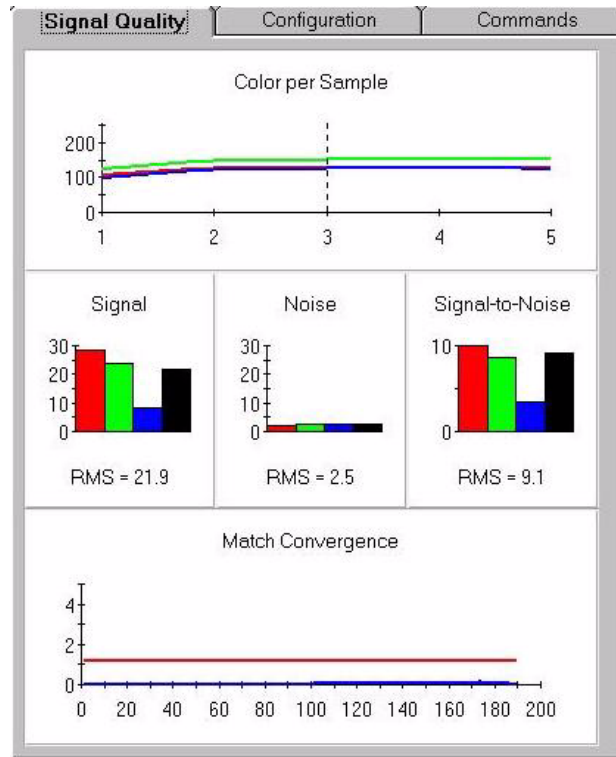 Signal Quality Configuration Commands
Color per Sample
200
100
0
1 2 3 4 5
Signal Noise Signal-to-Noise
30 30 10
20 20
10 10
0 0 0
RMS = 21.9 RMS = 2.5 RMS = 9.1
Match Convergence
4
2
0
0 20 40 60 80 100 120 140 160 180 200